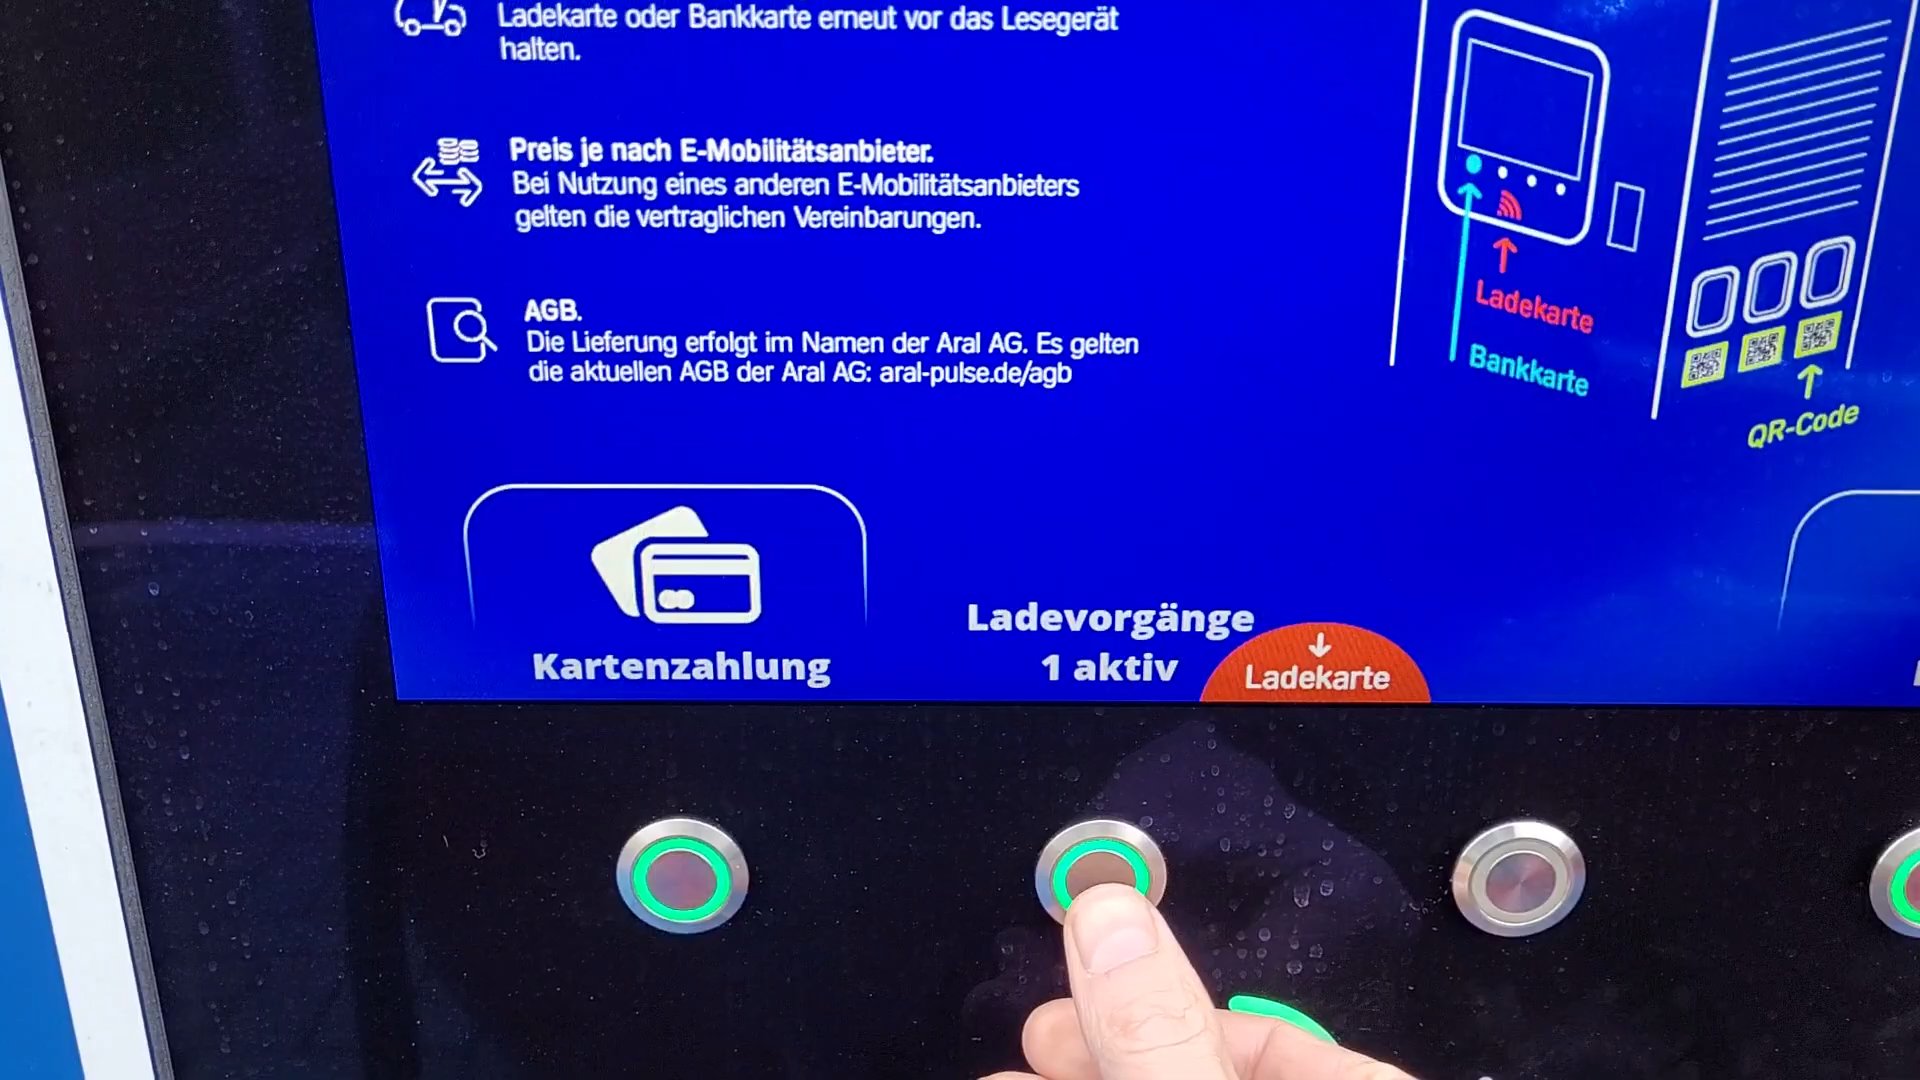 Ladekarte oder Bankkarte erneut vor das Lesegerät
halten.
Preis je nach E-Mobilitätsanbieter.
Bei Nutzung eines anderen E-Mobilitätsanbieters
gelten die vertraglichen Vereinbarungen.
AGB.
Die Lieferung erfolgt im Namen der Aral AG. Es gelten
die aktuellen AGB der Aral AG: aral-pulse.de/agb
Ladekarte
Bankkarte
QR-Code
Kartenzahlung
Ladevorgänge
1 aktiv
Ladekarte